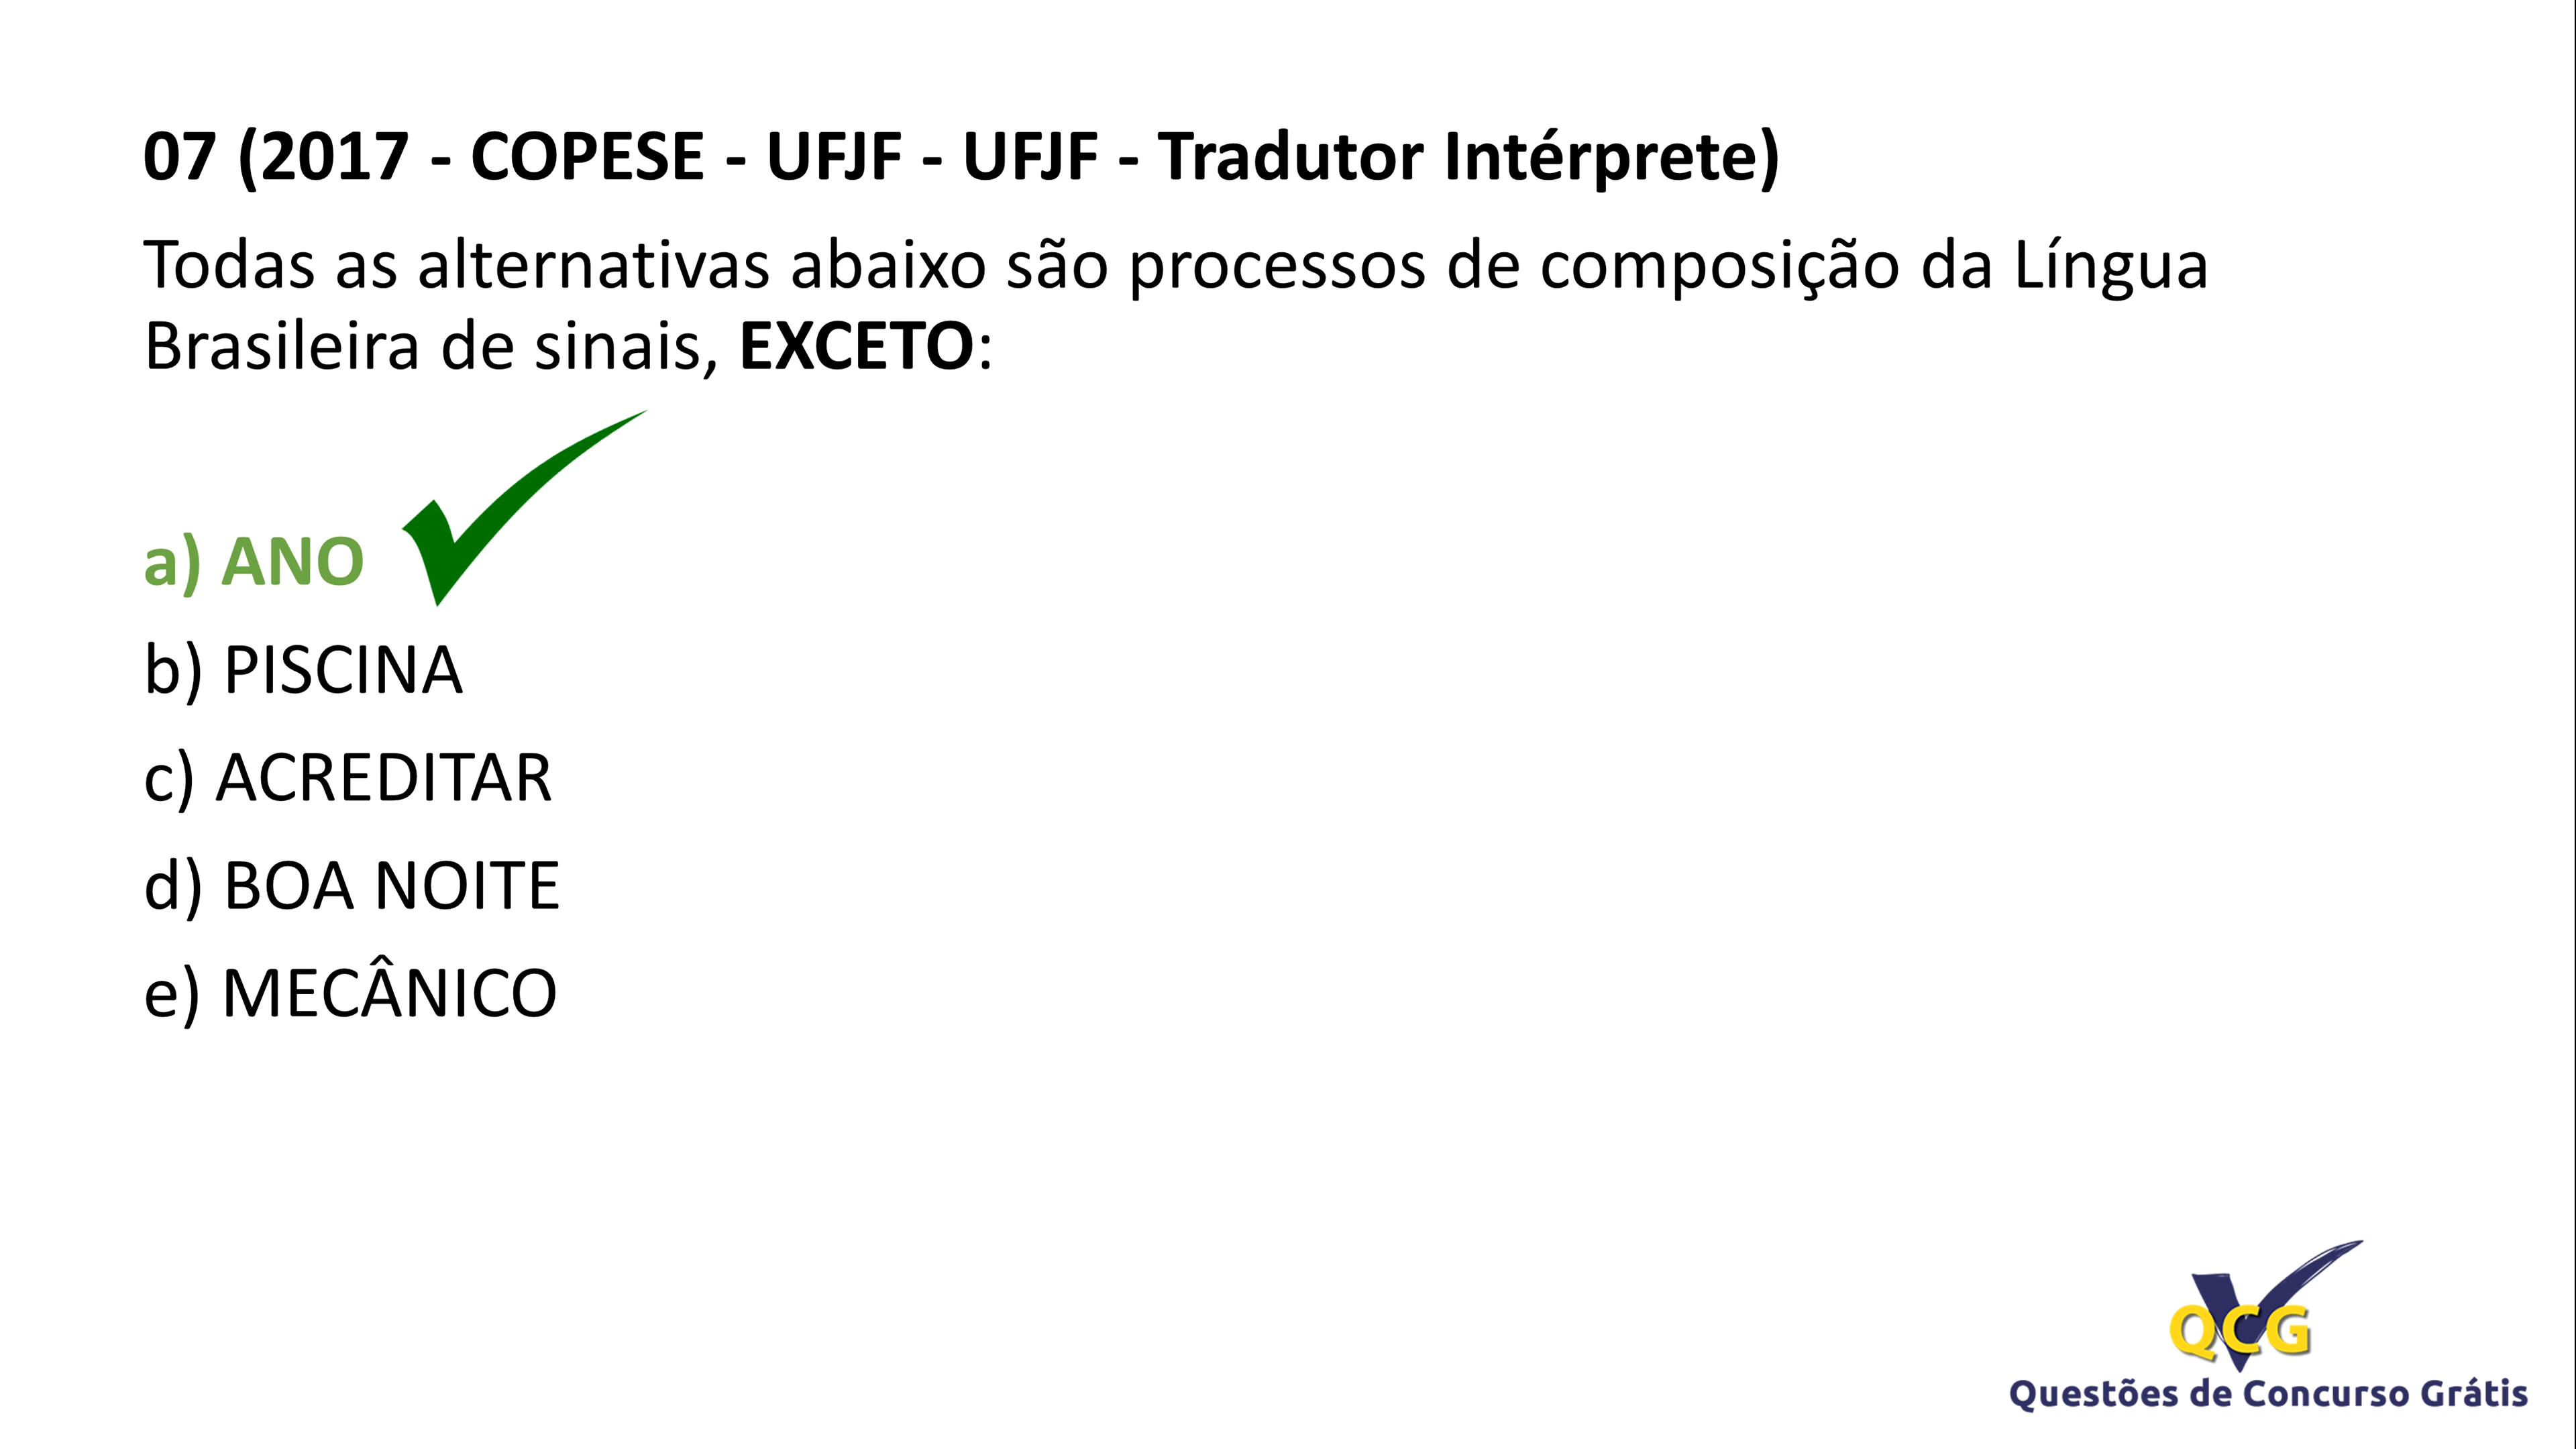 07 (2017 - COPESE - UFJF - UFJF - Tradutor Intérprete)
Todas as alternativas abaixo são processos de composição da Língua
Brasileira de sinais, EXCETO:
a) ANO
b) PISCINA
c) ACREDITAR
d) BOA NOITE
e) MECÂNICO
QCG
Questões de Concurso Grátis